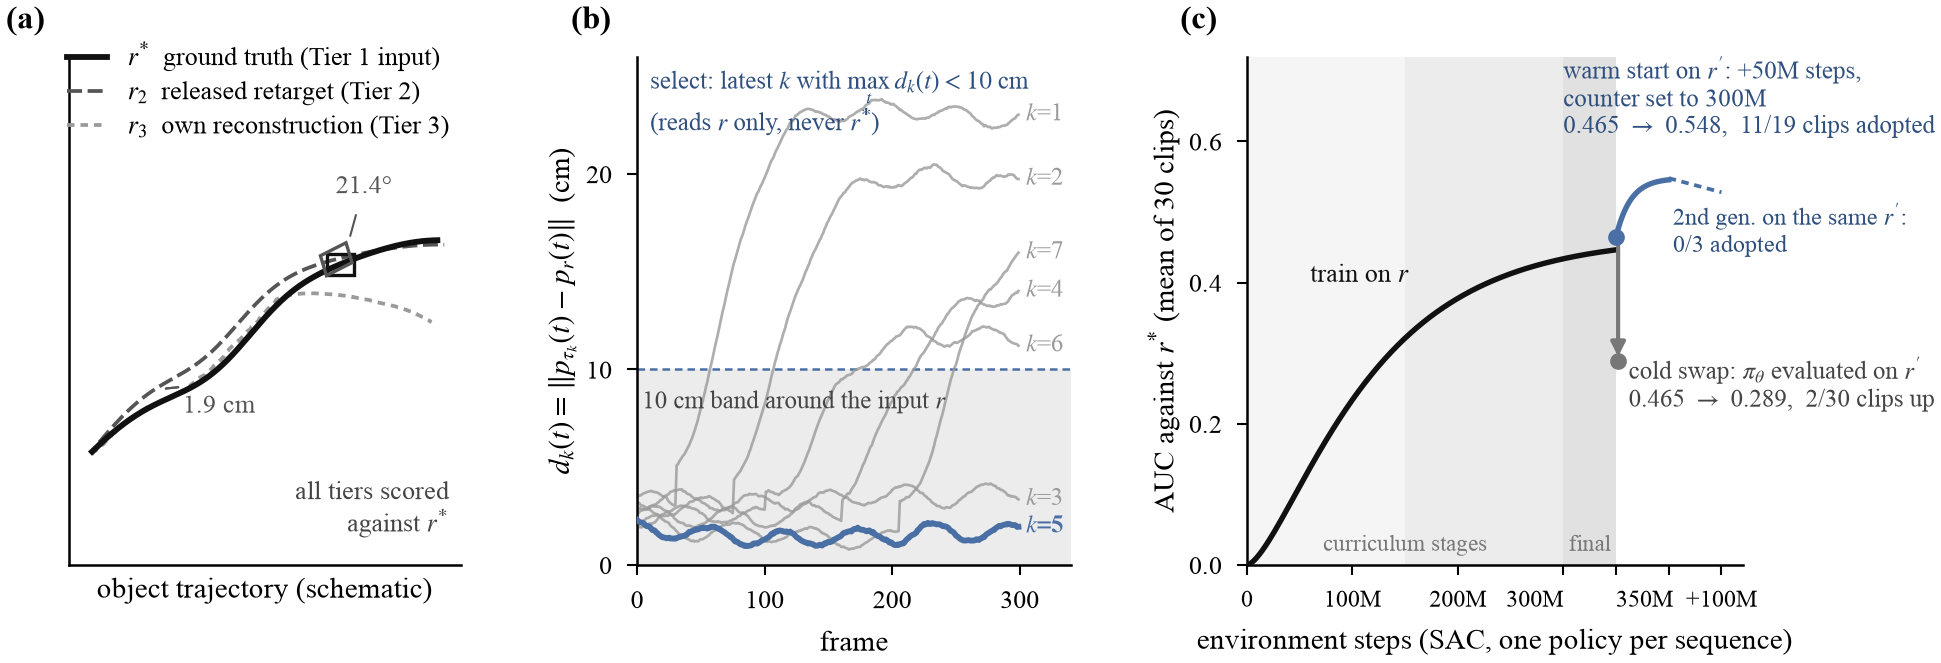 (a)
r* ground truth (Tier 1 input)
r₂ released retarget (Tier 2)
r₃ own reconstruction (Tier 3)
21.4°
1.9 cm
all tiers scored
against r*
object trajectory (schematic)
(b)
select: latest k with max dₖ(t) < 10 cm
t
(reads r only, never r*)
k=1
k=2
k=7
k=4
k=6
10 cm band around the input r
k=3
k=5
dₖ(t) = ||p_τₖ(t) − pᵣ(t)|| (cm)
20
10
0
0 100 200 300
frame
(c)
warm start on r′: +50M steps,
counter set to 300M
0.465 → 0.548, 11/19 clips adopted
2nd gen. on the same r′:
0/3 adopted
train on r
cold swap: π_θ evaluated on r′
0.465 → 0.289, 2/30 clips up
curriculum stages final
AUC against r* (mean of 30 clips)
0.6
0.4
0.2
0.0
0 100M 200M 300M 350M +100M
environment steps (SAC, one policy per sequence)